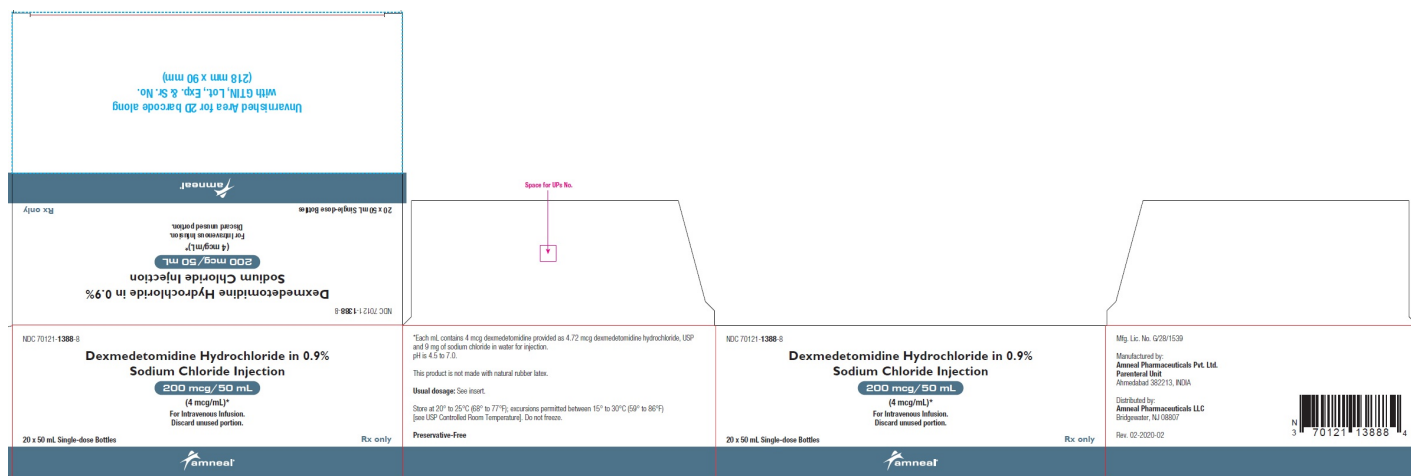 Unvarnished Area for 2D barcode along
with GTIN, Lot., Exp. & Sr. No.
(218 mm x 90 mm)
amneal
NDC 70121-1388-8
Dexmedetomidine Hydrochloride in 0.9%
Sodium Chloride Injection
200 mcg/50 mL
(4 mcg/mL)*
For Intravenous Infusion.
Discard unused portion.
20 x 50 mL Single-dose Bottles
Rx only
Space for UPs No.
NDC 70121-1388-8
Dexmedetomidine Hydrochloride in 0.9%
Sodium Chloride Injection
200 mcg/50 mL
(4 mcg/mL)*
For Intravenous Infusion.
Discard unused portion.
20 x 50 mL Single-dose Bottles
Rx only
amneal
*Each mL contains 4 mcg dexmedetomidine provided as 4.72 mcg dexmedetomidine hydrochloride, USP
and 9 mg of sodium chloride in water for injection.
pH is 4.5 to 7.0.
This product is not made with natural rubber latex.
Usual dosage: See insert.
Store at 20° to 25°C (68° to 77°F); excursions permitted between 15° to 30°C (59° to 86°F)
[see USP Controlled Room Temperature]. Do not freeze.
Preservative-Free
NDC 70121-1388-8
Dexmedetomidine Hydrochloride in 0.9%
Sodium Chloride Injection
200 mcg/50 mL
(4 mcg/mL)*
For Intravenous Infusion.
Discard unused portion.
20 x 50 mL Single-dose Bottles
Rx only
amneal
Mfg. Lic. No. G/28/1539
Manufactured by:
Amneal Pharmaceuticals Pvt. Ltd.
Parenteral Unit
Ahmedabad 382213, INDIA
Distributed by:
Amneal Pharmaceuticals LLC
Bridgewater, NJ 08807
Rev. 02-2020-02
N
3 70121 13888 4